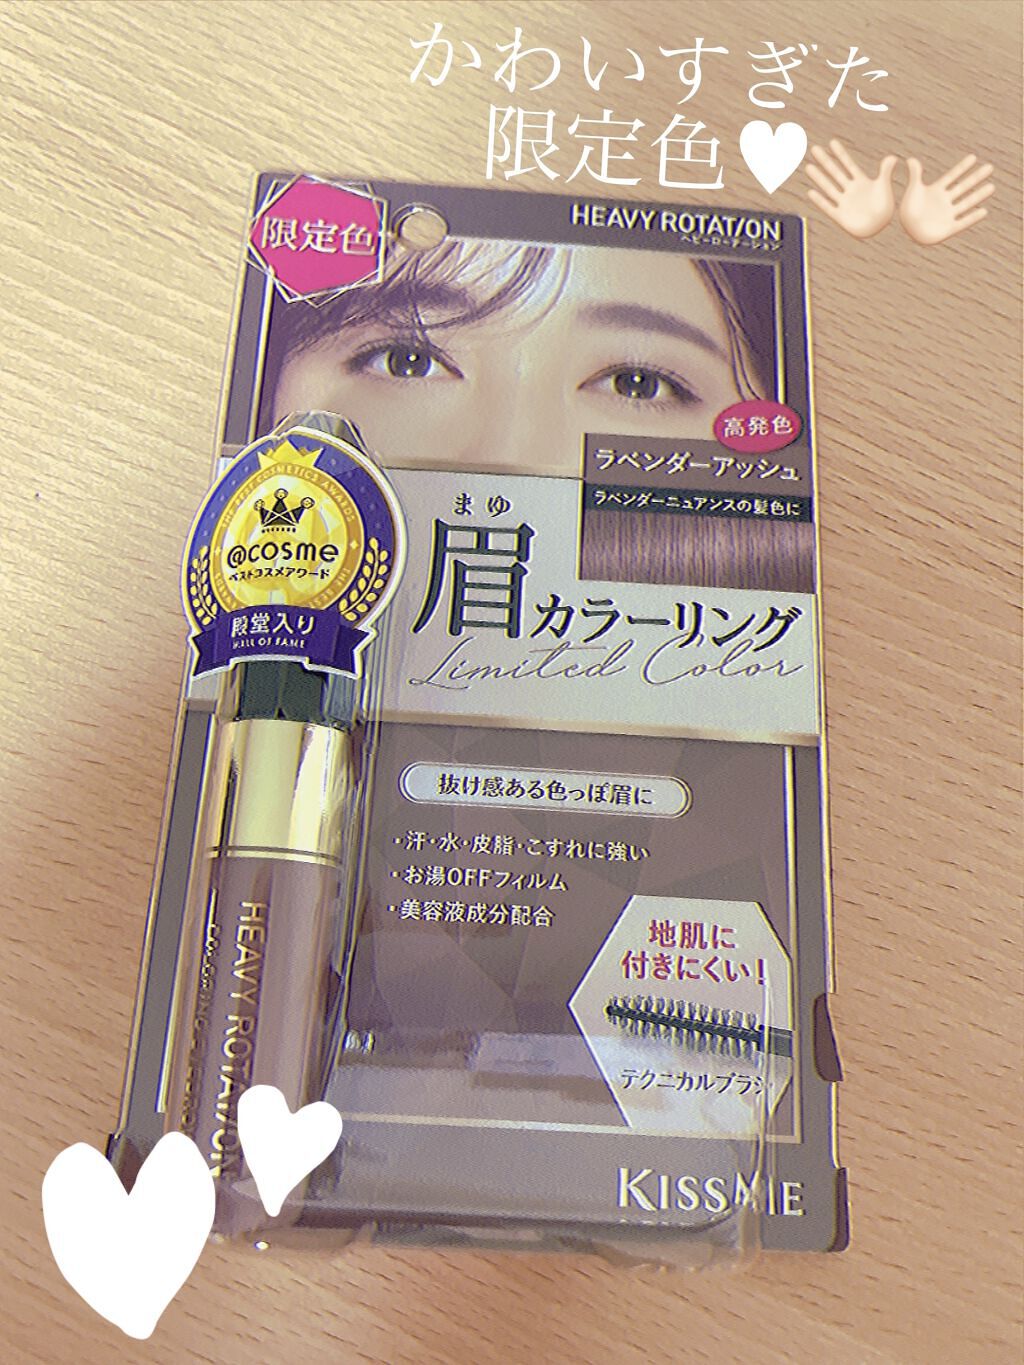 かわいすぎた
限定色♥👐🏻
限定色
HEAVY ROTATION
ヘビーローテーション
高発色
ラベンダーアッシュ
ラベンダーニュアンスの髪色に
THE BEST COSMETICS AWARDS
@cosme
ベストコスメアワード
殿堂入り
HALL OF FAME
まゆ
眉カラーリング
Limited Color
抜け感ある色っぽ眉に
・汗・水・皮脂・こすれに強い
・お湯OFFフィルム
・美容液成分配合
地肌に
付きにくい!
テクニカルブラシ
HEAVY ROTATION
KISSME